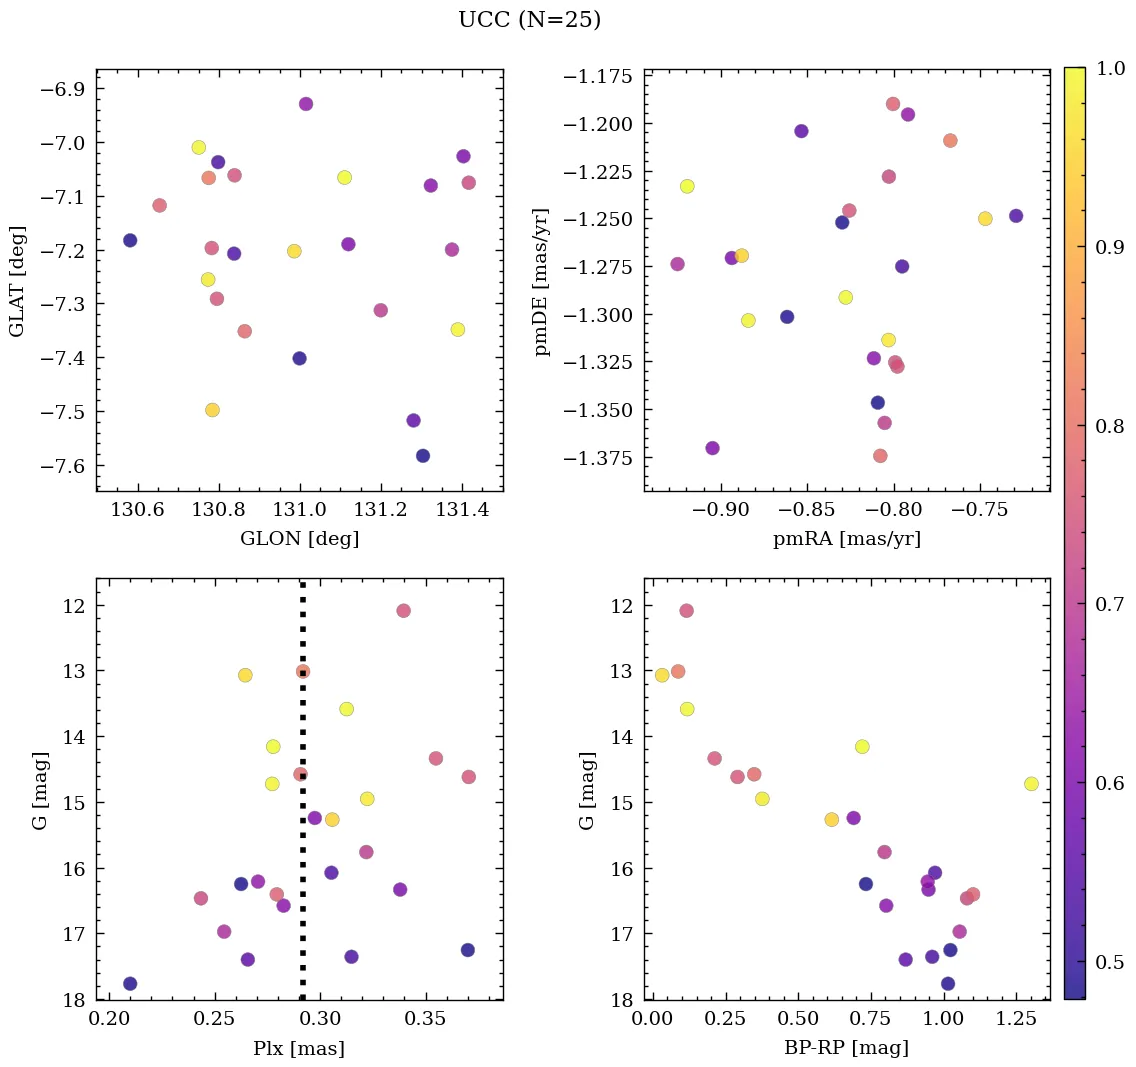 UCC (N=25)
−6.9
−7.0
−7.1
−7.2
−7.3
−7.4
−7.5
−7.6
GLAT [deg]
130.6 130.8 131.0 131.2 131.4
GLON [deg]
−1.175
−1.200
−1.225
−1.250
−1.275
−1.300
−1.325
−1.350
−1.375
pmDE [mas/yr]
−0.90 −0.85 −0.80 −0.75
pmRA [mas/yr]
12
13
14
15
16
17
18
G [mag]
0.20 0.25 0.30 0.35
Plx [mas]
12
13
14
15
16
17
18
G [mag]
0.00 0.25 0.50 0.75 1.00 1.25
BP-RP [mag]
1.0
0.9
0.8
0.7
0.6
0.5